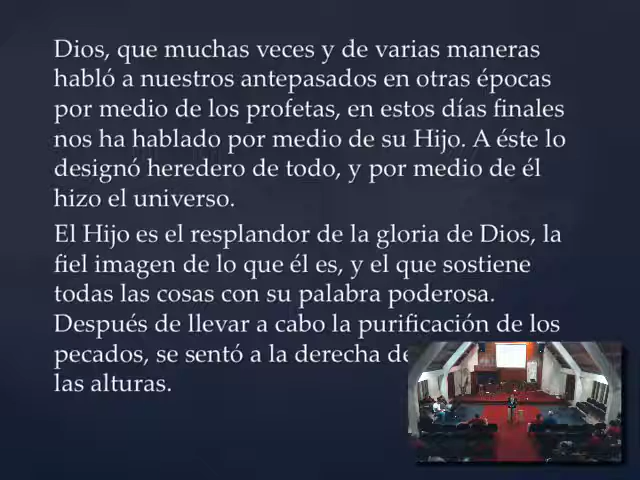 Dios, que muchas veces y de varias maneras
habló a nuestros antepasados en otras épocas
por medio de los profetas, en estos días finales
nos ha hablado por medio de su Hijo. A éste lo
designó heredero de todo, y por medio de él
hizo el universo.
El Hijo es el resplandor de la gloria de Dios, la
fiel imagen de lo que él es, y el que sostiene
todas las cosas con su palabra poderosa.
Después de llevar a cabo la purificación de los
pecados, se sentó a la derecha de
las alturas.